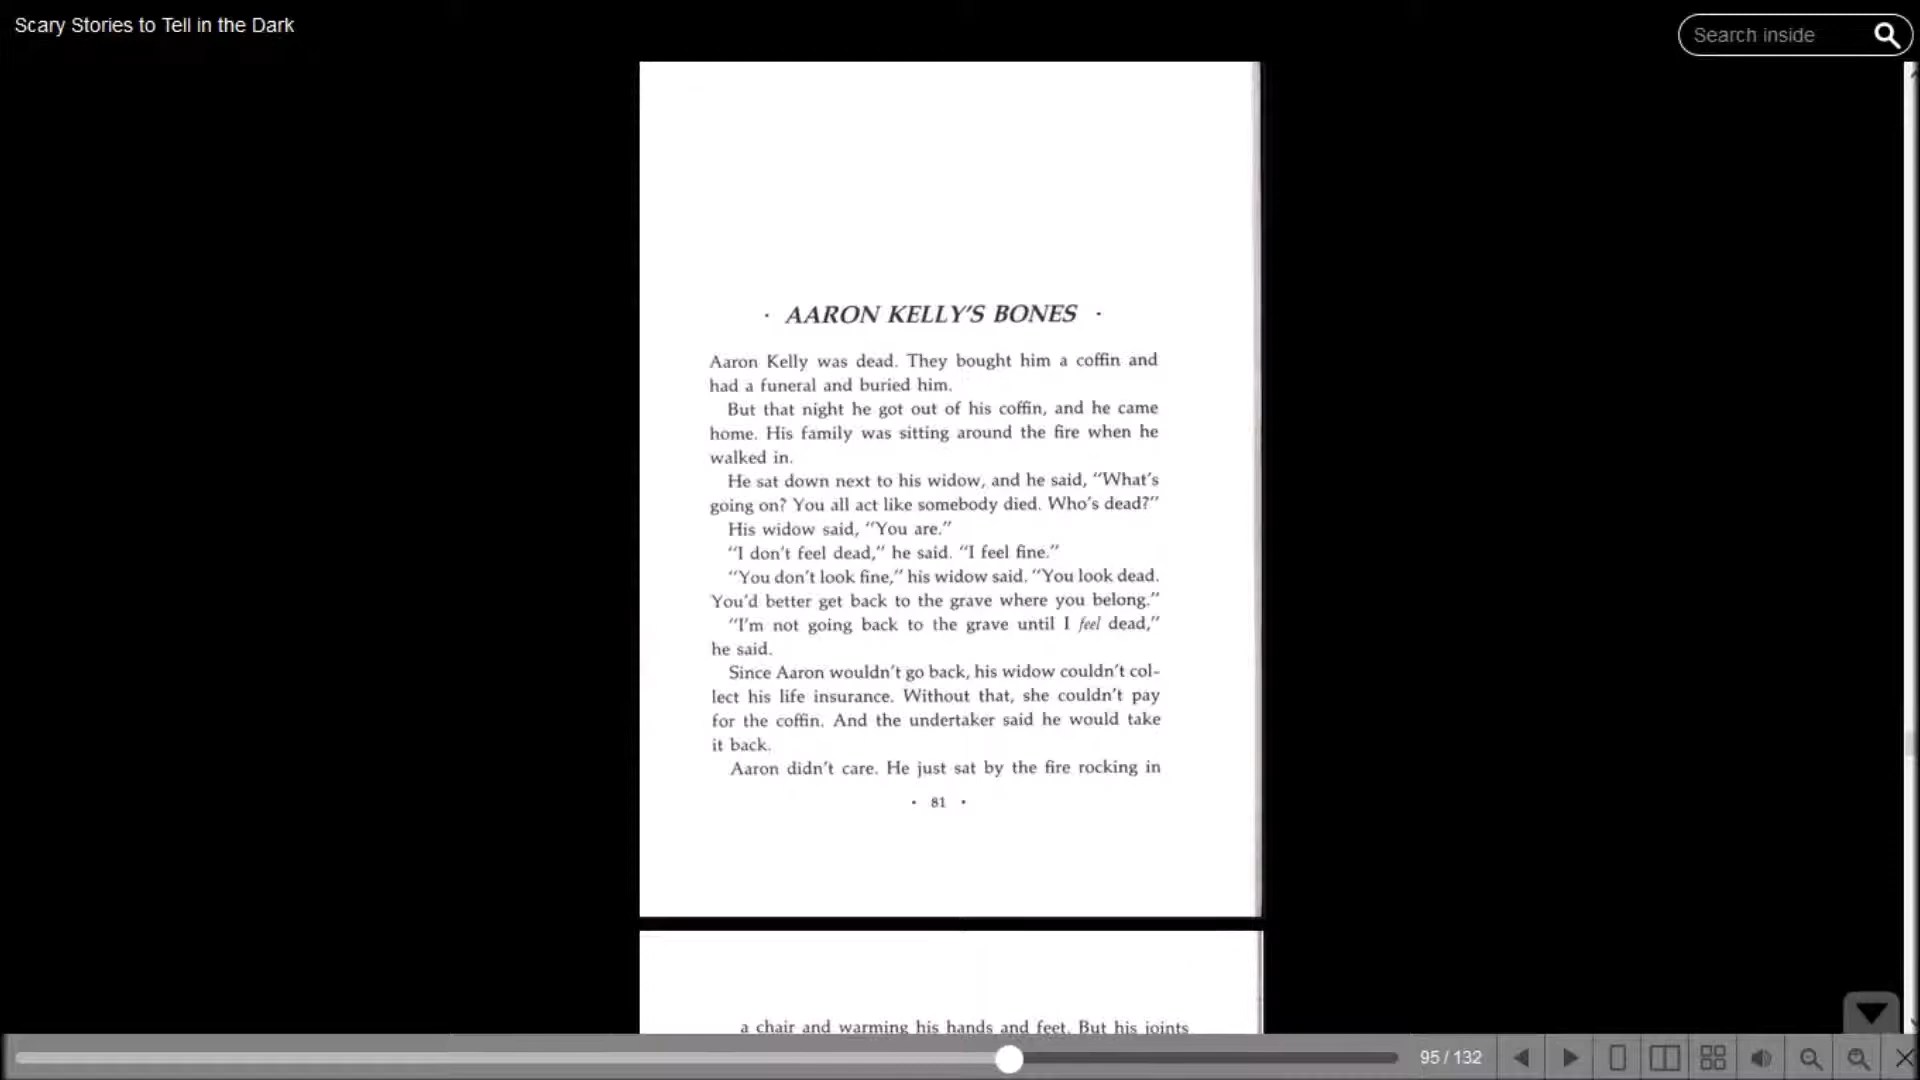 Scary Stories to Tell in the Dark
Search inside
· AARON KELLY'S BONES ·
Aaron Kelly was dead. They bought him a coffin and
had a funeral and buried him.
But that night he got out of his coffin, and he came
home. His family was sitting around the fire when he
walked in.
He sat down next to his widow, and he said, “What's
going on? You all act like somebody died. Who's dead?”
His widow said, “You are.”
“I don't feel dead,” he said. “I feel fine.”
“You don't look fine,” his widow said. “You look dead.
You'd better get back to the grave where you belong.”
“I'm not going back to the grave until I feel dead,”
he said.
Since Aaron wouldn't go back, his widow couldn't col-
lect his life insurance. Without that, she couldn't pay
for the coffin. And the undertaker said he would take
it back.
Aaron didn't care. He just sat by the fire rocking in
· 81 ·
a chair and warming his hands and feet. But his joints
95 / 132